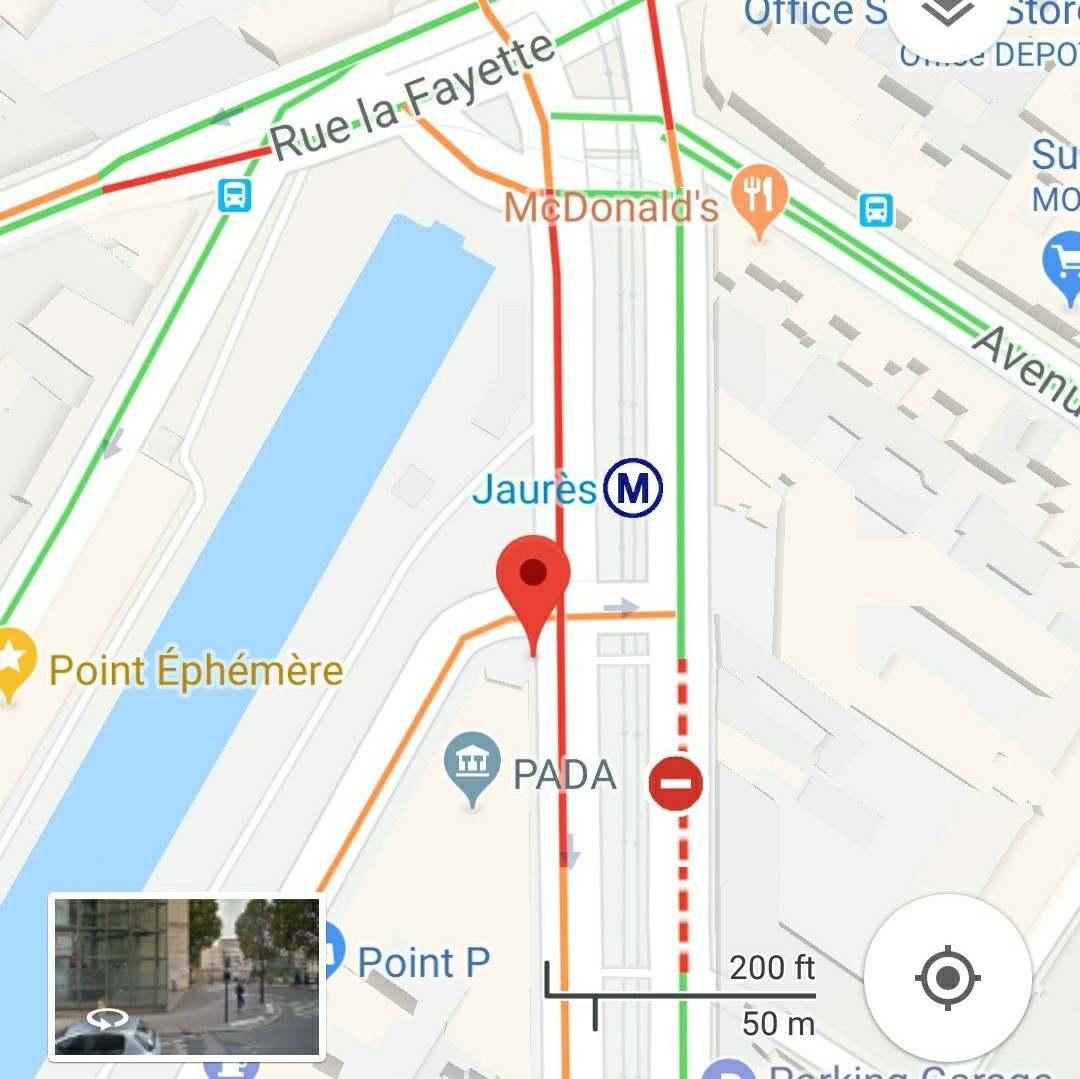 Office S Store
Office DEPOT
Rue la Fayette
Su
MO
McDonald's
Avenu
Jaurès M
Point Éphémère
PADA
Point P
200 ft
50 m
Parking Garage